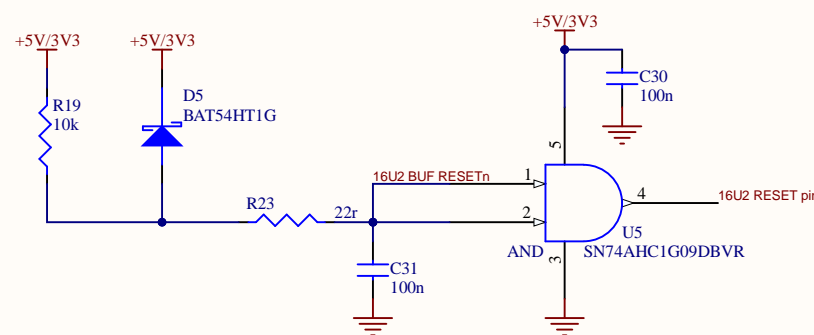 +5V/3V3
+5V/3V3
+5V/3V3
R19
10k
D5
BAT54HT1G
C30
100n
5
16U2 BUF RESETn
1
4
16U2 RESET pin
R23
22r
2
U5
AND
SN74AHC1G09DBVR
3
C31
100n